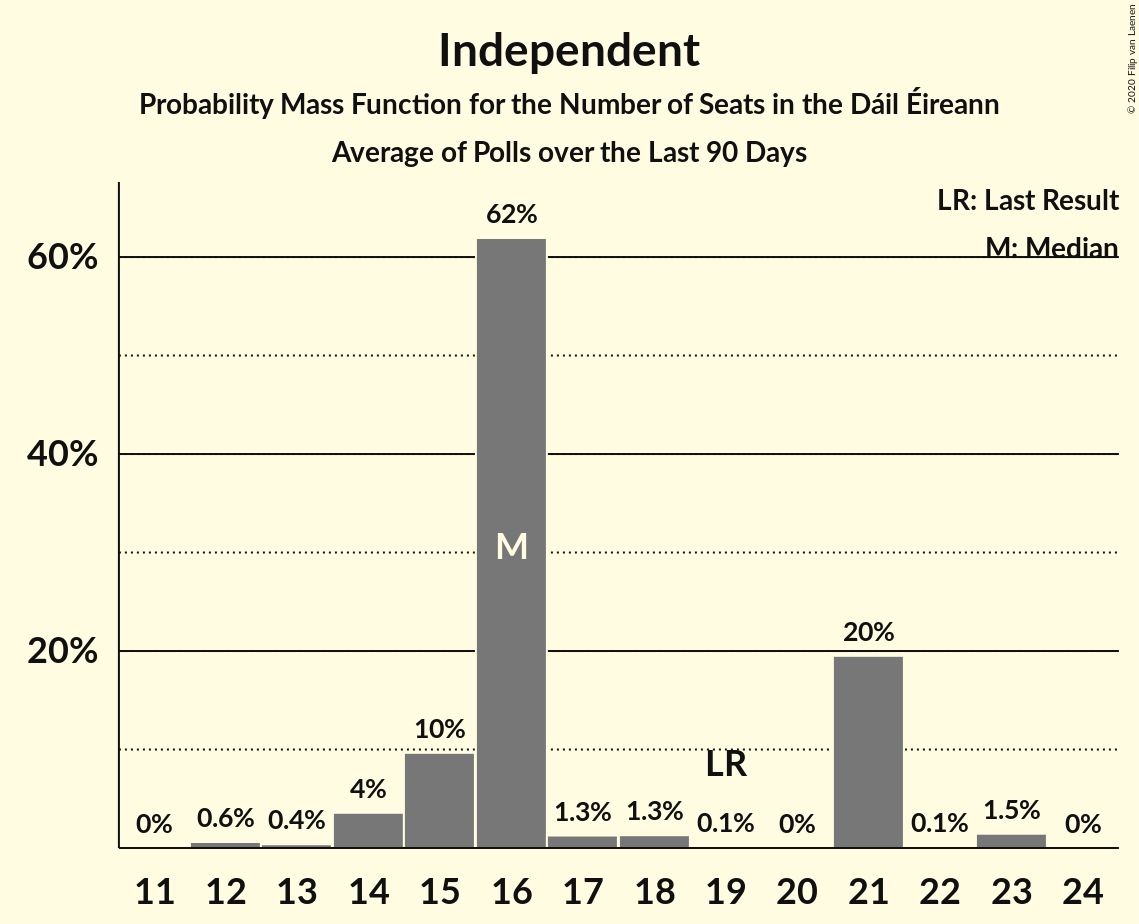 Independent
Probability Mass Function for the Number of Seats in the Dáil Éireann
Average of Polls over the Last 90 Days
© 2020 Filip van Laenen
LR: Last Result
M: Median
60%
40%
20%
0%
0.6%
0.4%
4%
10%
62%
M
1.3%
1.3%
LR
0.1%
0%
20%
0.1%
1.5%
0%
11 12 13 14 15 16 17 18 19 20 21 22 23 24